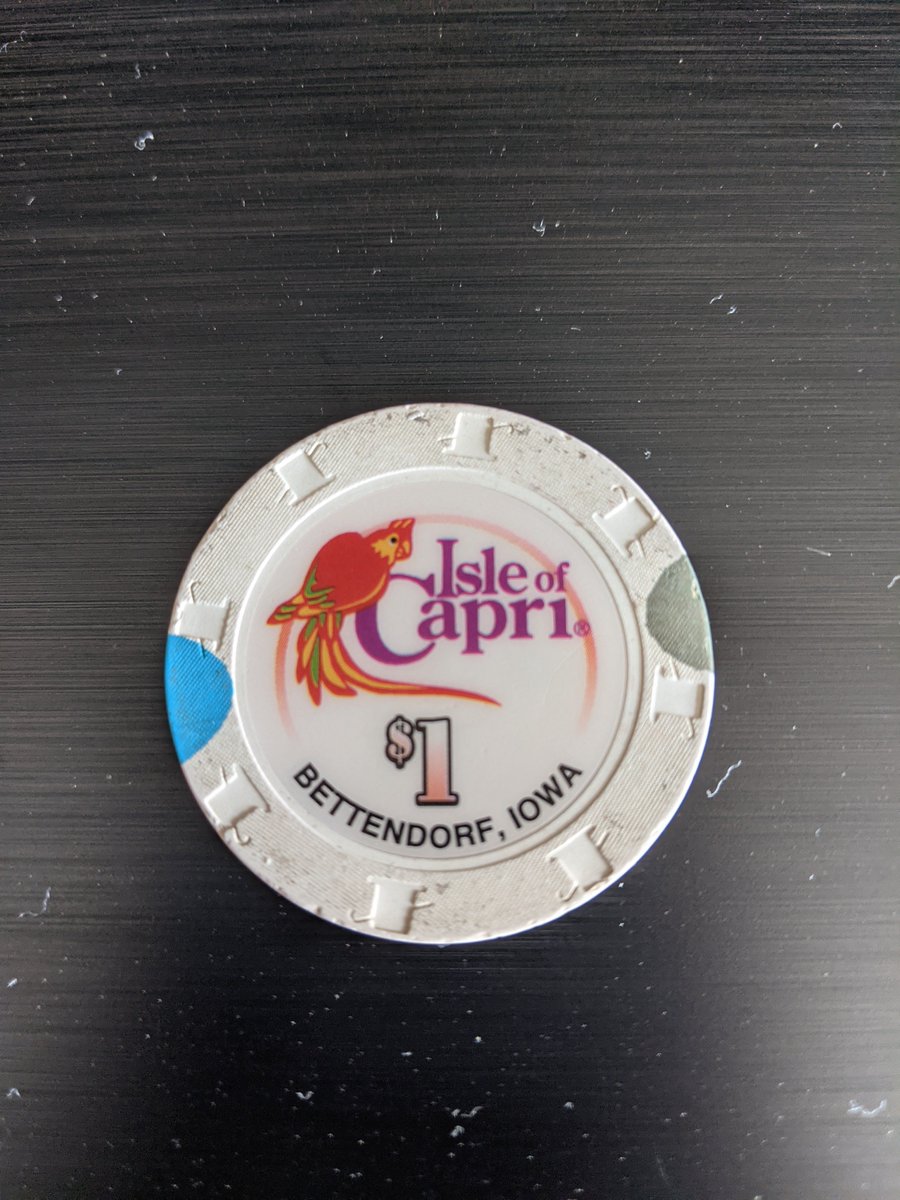 Isle of
Capri®
$1
BETTENDORF, IOWA